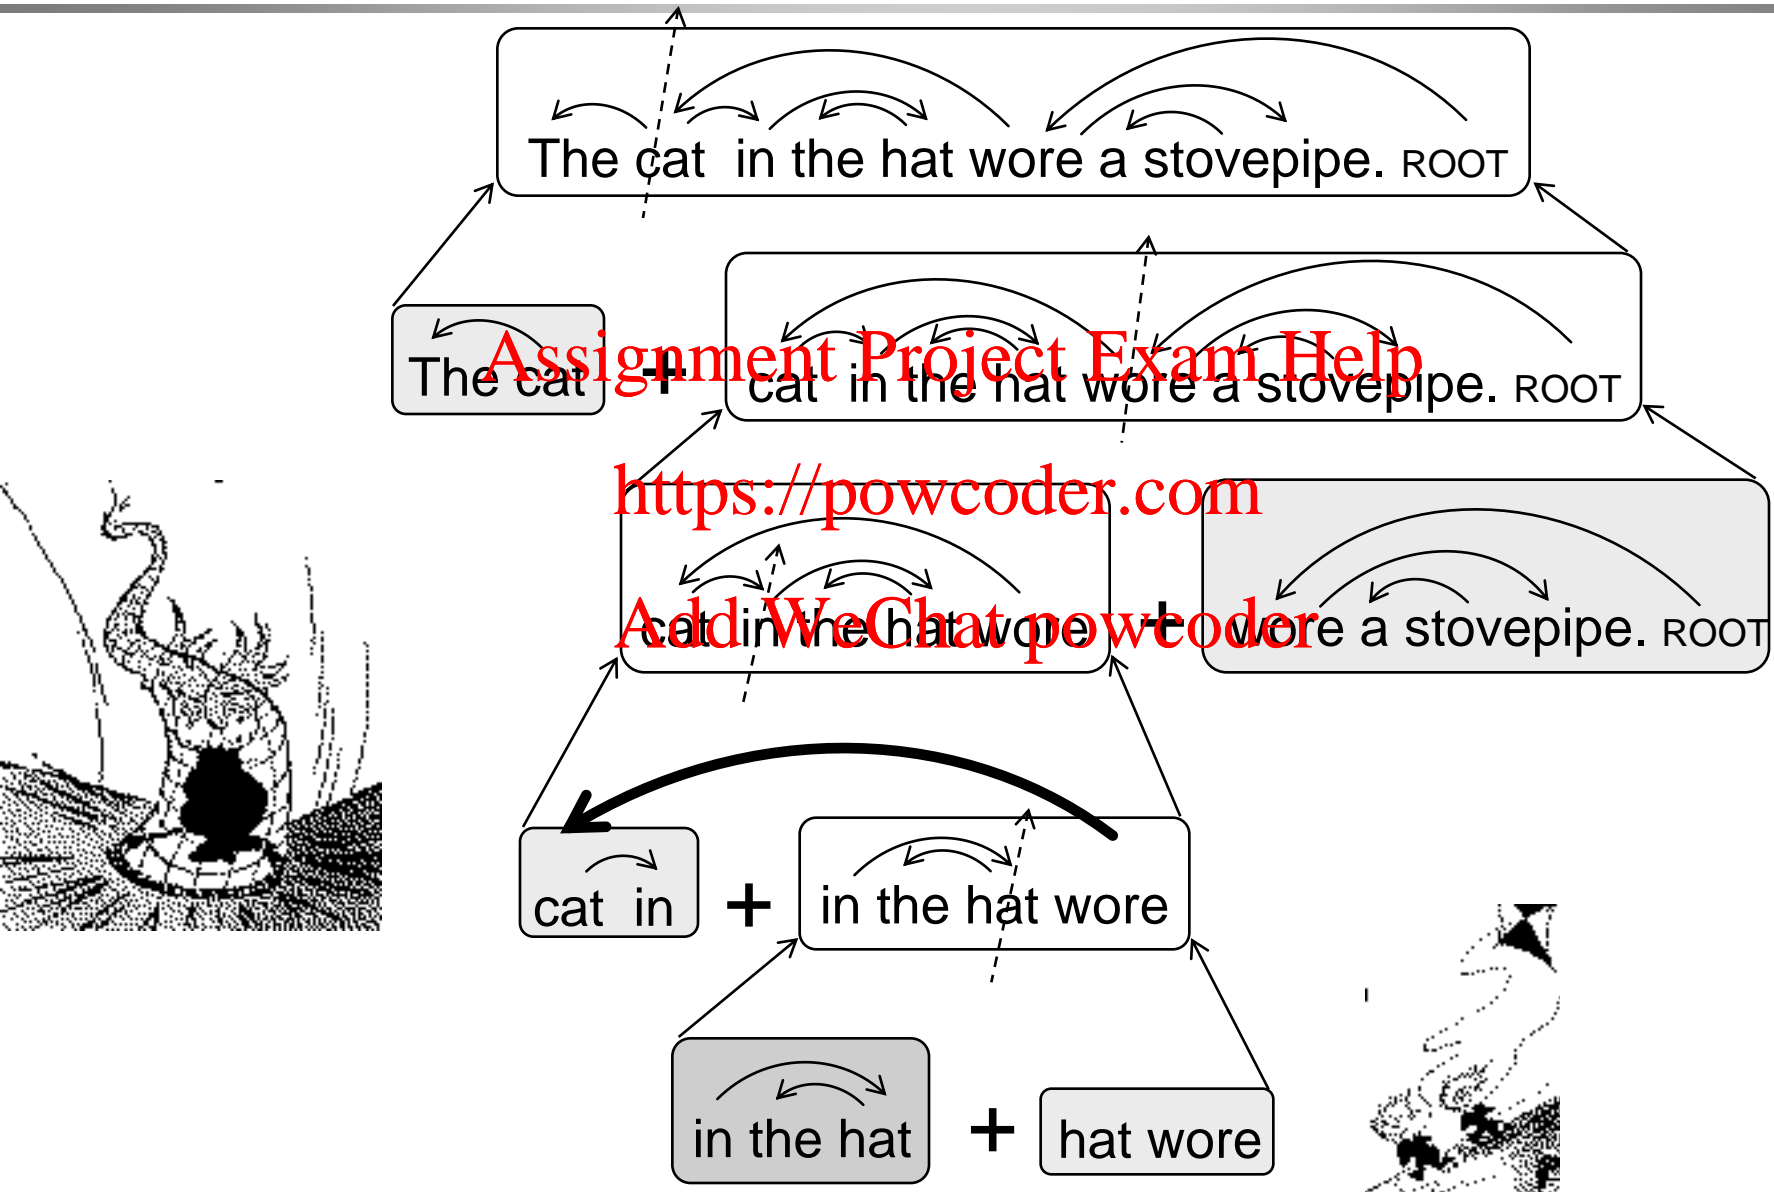 The cat in the hat wore a stovepipe. ROOT
The cat + cat in the hat wore a stovepipe. ROOT
Assignment Project Exam Help
https://powcoder.com
cat in the hat wore + wore a stovepipe. ROOT
Add WeChat powcoder
cat in + in the hat wore
in the hat + hat wore